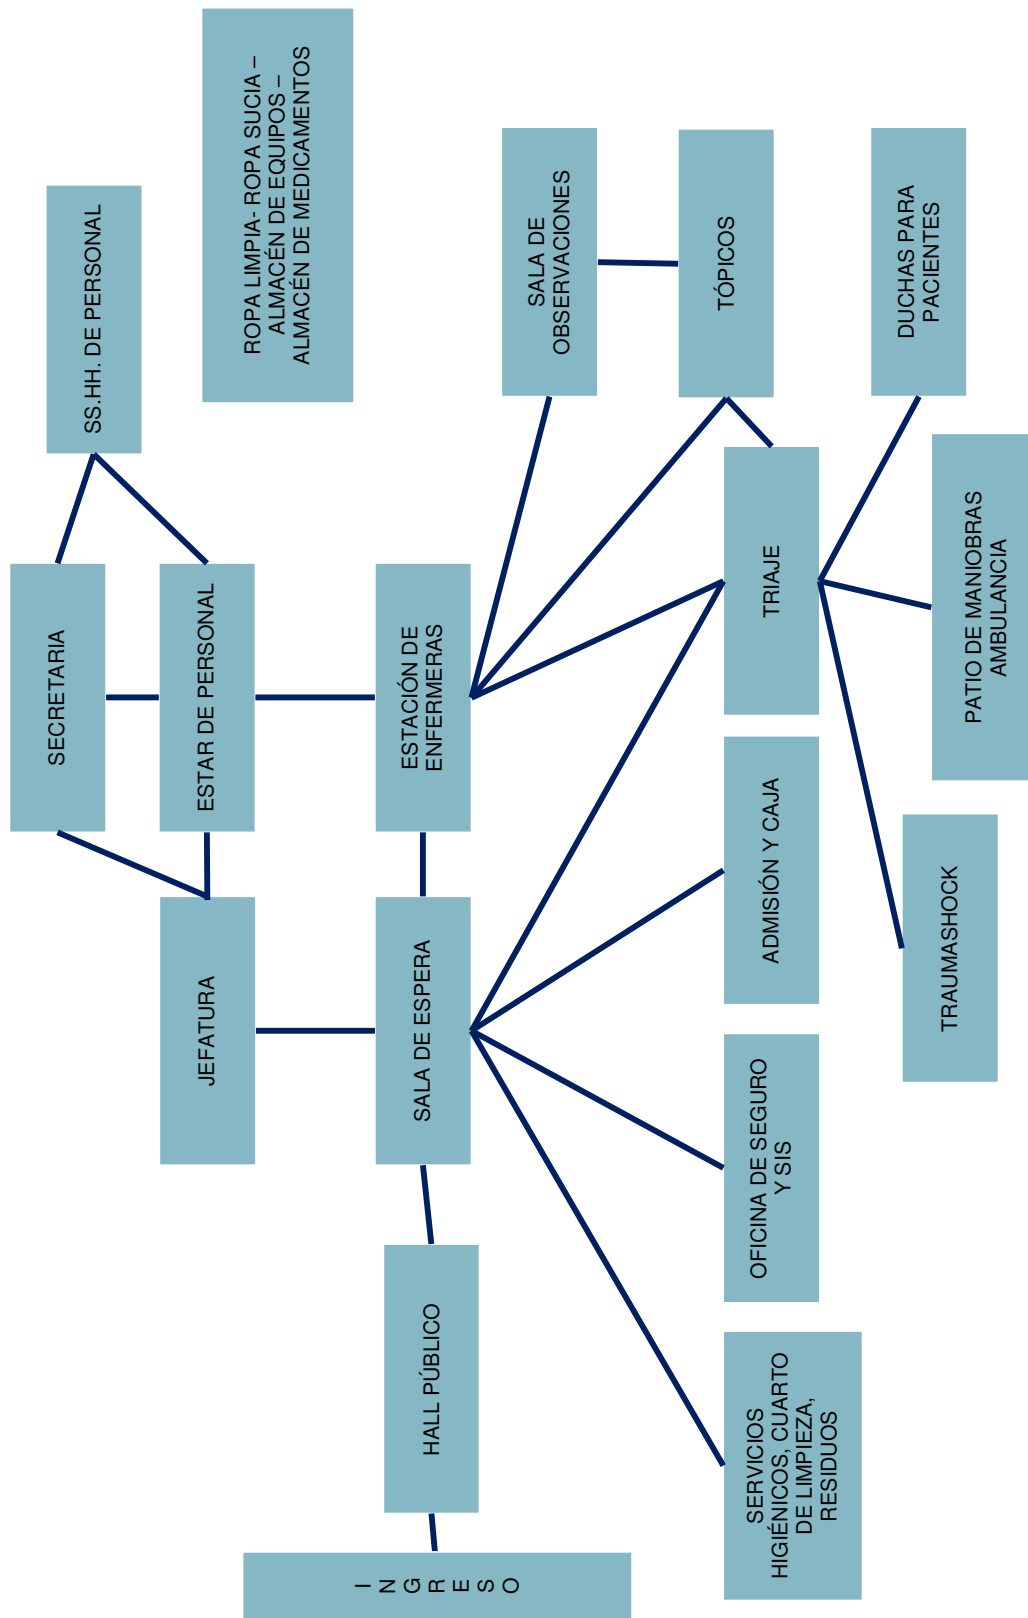 SECRETARIA
SS.HH. DE PERSONAL
JEFATURA
ESTAR DE PERSONAL
ROPA LIMPIA- ROPA SUCIA –
ALMACÉN DE EQUIPOS –
ALMACÉN DE MEDICAMENTOS
I
N
G
R
E
S
O
HALL PÚBLICO
SALA DE ESPERA
ESTACIÓN DE
ENFERMERAS
SALA DE
OBSERVACIONES
TÓPICOS
SERVICIOS
HIGIÉNICOS, CUARTO
DE LIMPIEZA,
RESIDUOS
OFICINA DE SEGURO
Y SIS
ADMISIÓN Y CAJA
TRIAJE
DUCHAS PARA
PACIENTES
TRAUMASHOCK
PATIO DE MANIOBRAS
AMBULANCIA